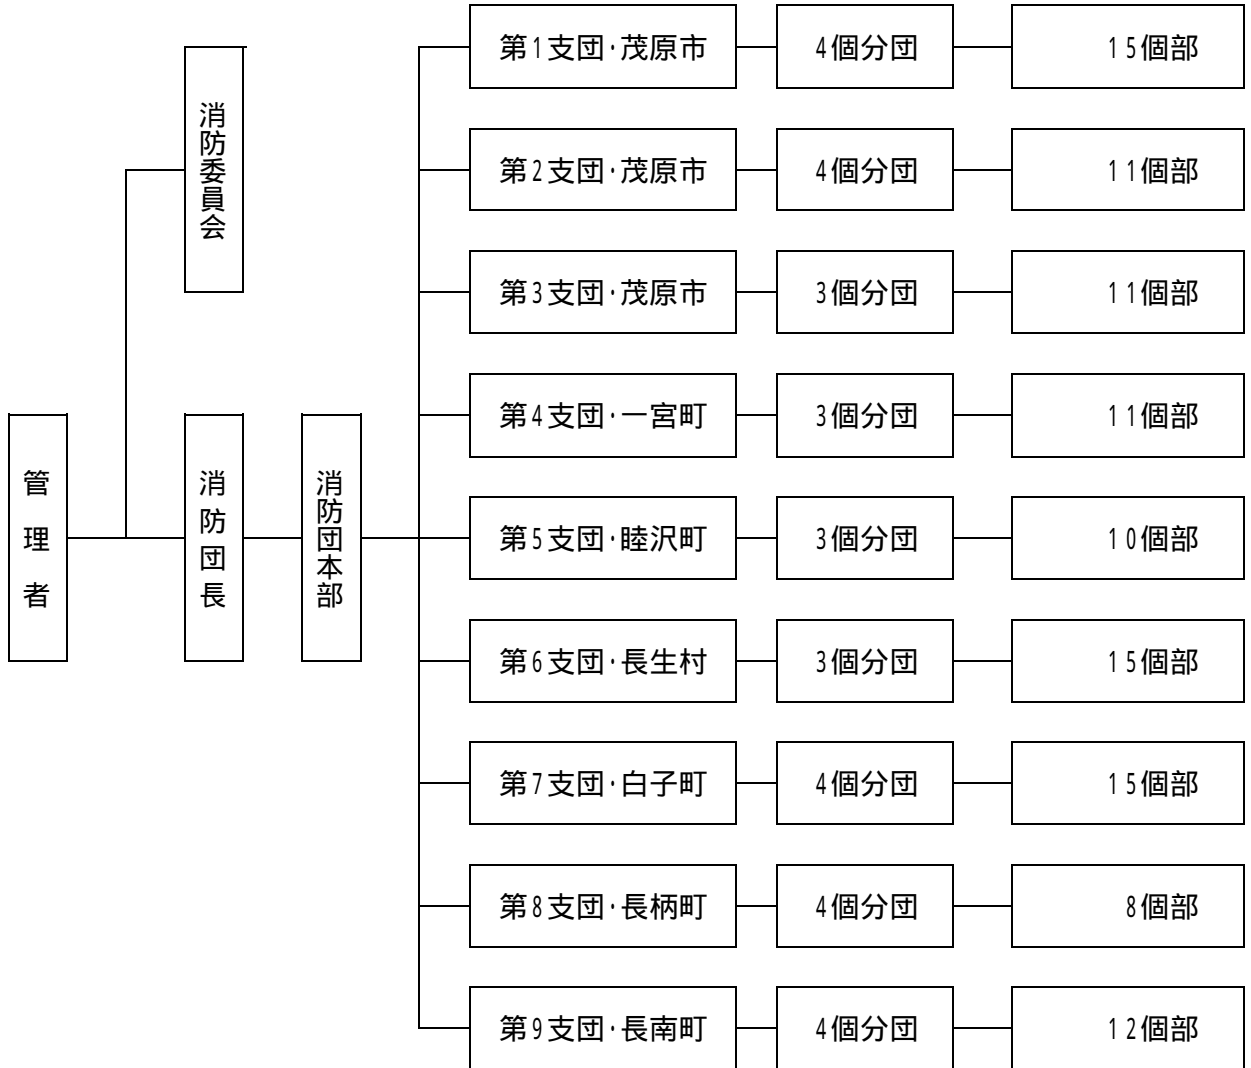 管理者
消防委員会
消防団長
消防団本部
第1支団・茂原市 4個分団 15個部
第2支団・茂原市 4個分団 11個部
第3支団・茂原市 3個分団 11個部
第4支団・一宮町 3個分団 11個部
第5支団・睦沢町 3個分団 10個部
第6支団・長生村 3個分団 15個部
第7支団・白子町 4個分団 15個部
第8支団・長柄町 4個分団 8個部
第9支団・長南町 4個分団 12個部